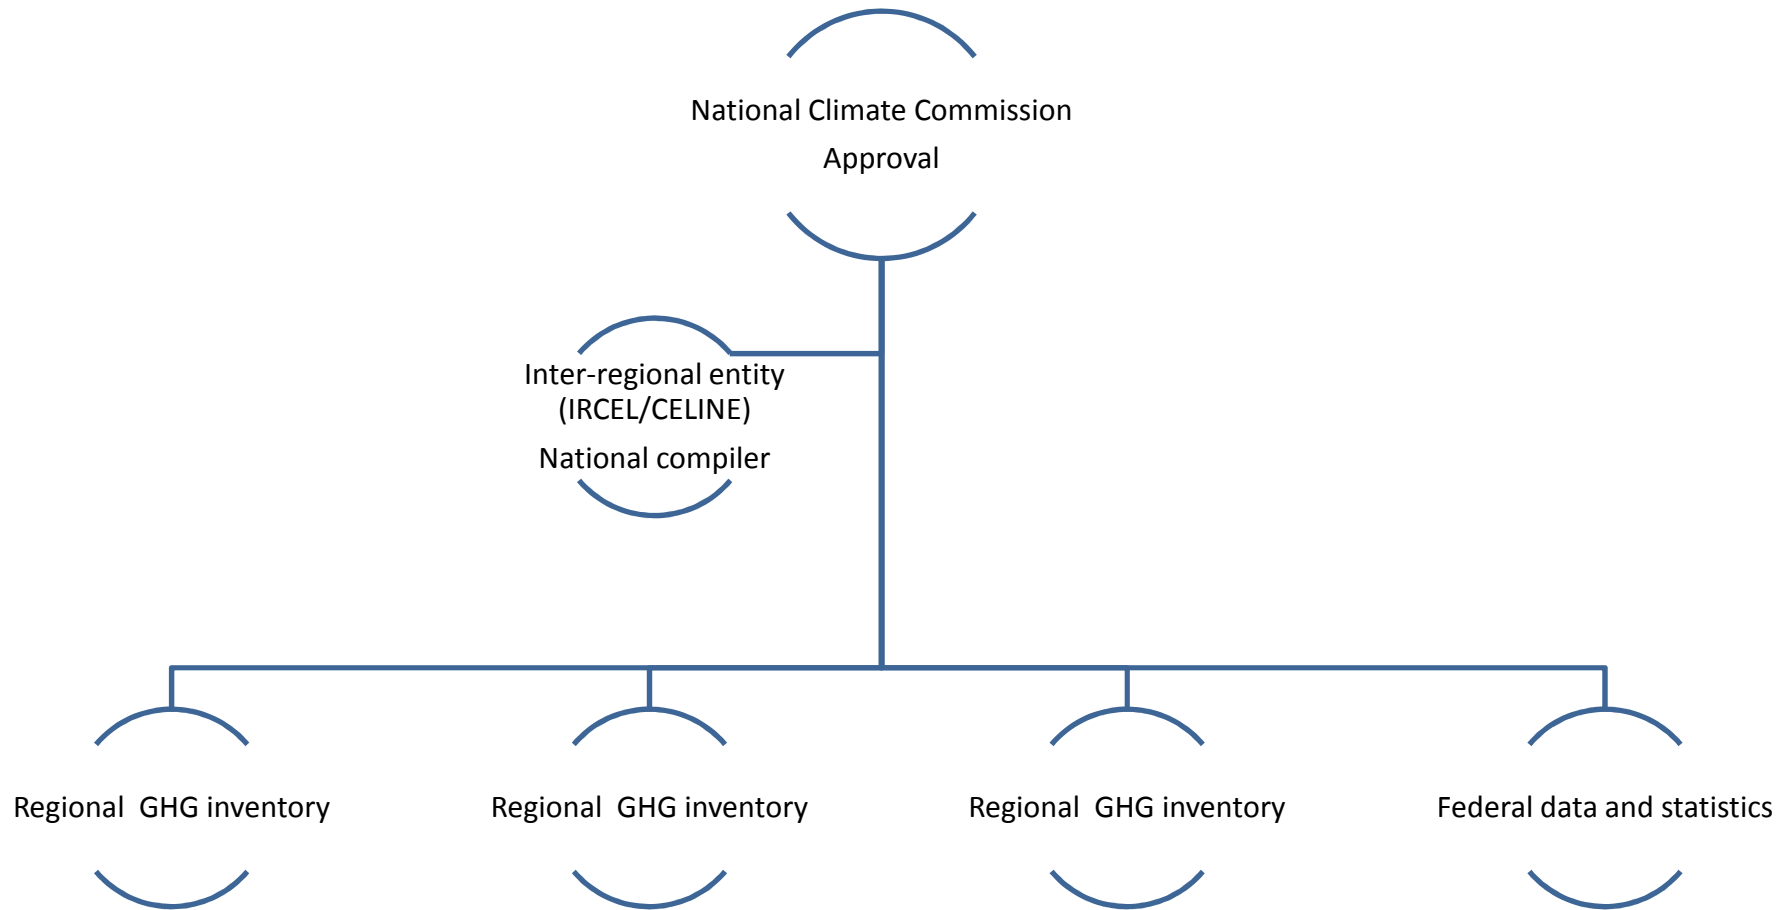 National Climate Commission
Approval
Inter-regional entity
(IRCEL/CELINE)
National compiler
Regional  GHG inventory
Regional  GHG inventory
Regional  GHG inventory
Federal data and statistics